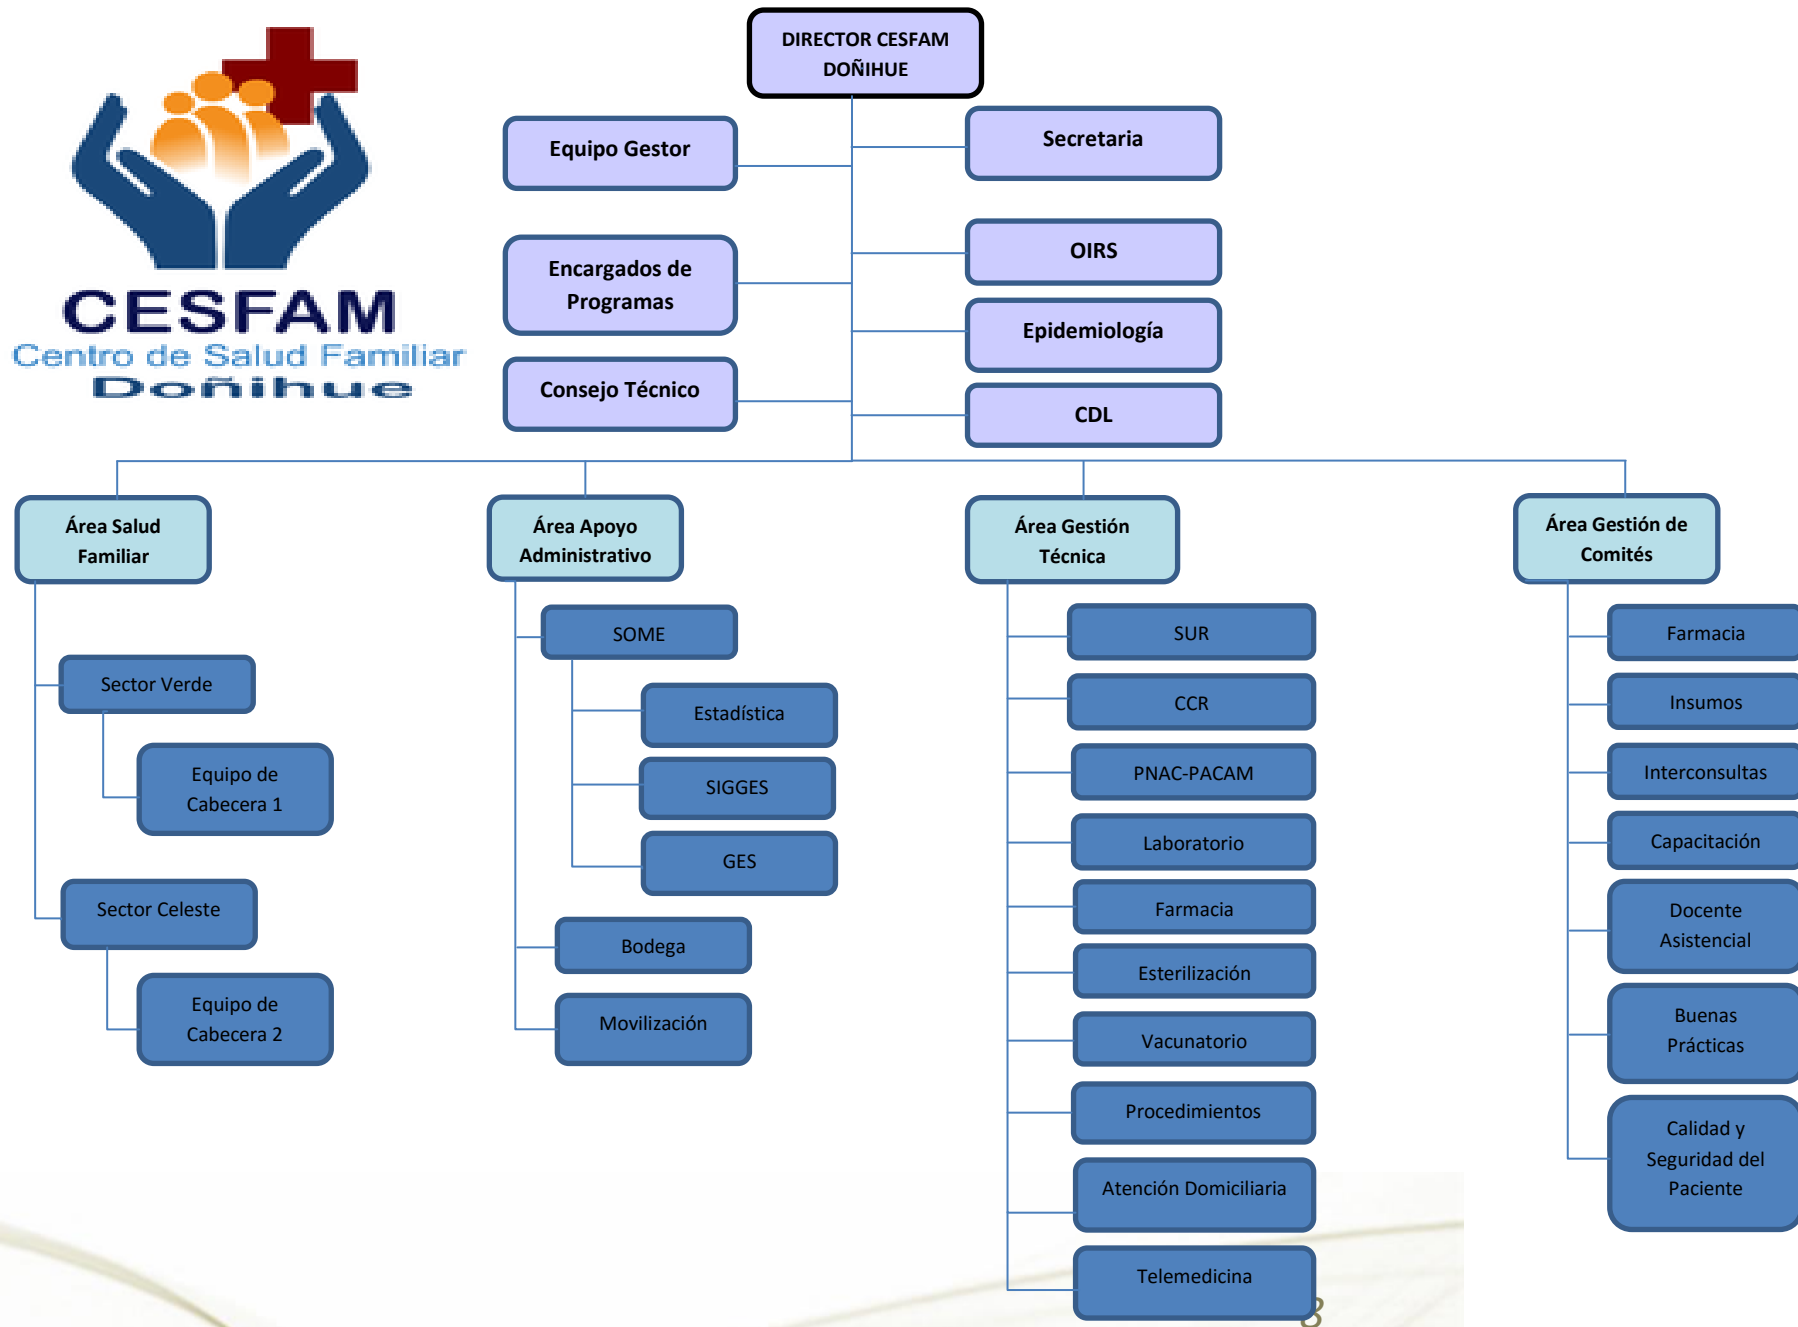 CESFAM
Centro de Salud Familiar
Doñihue
DIRECTOR CESFAM
DOÑIHUE
Equipo Gestor
Secretaria
Encargados de
Programas
OIRS
Epidemiología
Consejo Técnico
CDL
Área Salud
Familiar
Sector Verde
Equipo de
Cabecera 1
Sector Celeste
Equipo de
Cabecera 2
Área Apoyo
Administrativo
SOME
Estadística
SIGGES
GES
Bodega
Movilización
Área Gestión
Técnica
SUR
CCR
PNAC-PACAM
Laboratorio
Farmacia
Esterilización
Vacunatorio
Procedimientos
Atención Domiciliaria
Telemedicina
Área Gestión de
Comités
Farmacia
Insumos
Interconsultas
Capacitación
Docente
Asistencial
Buenas
Prácticas
Calidad y
Seguridad del
Paciente
8